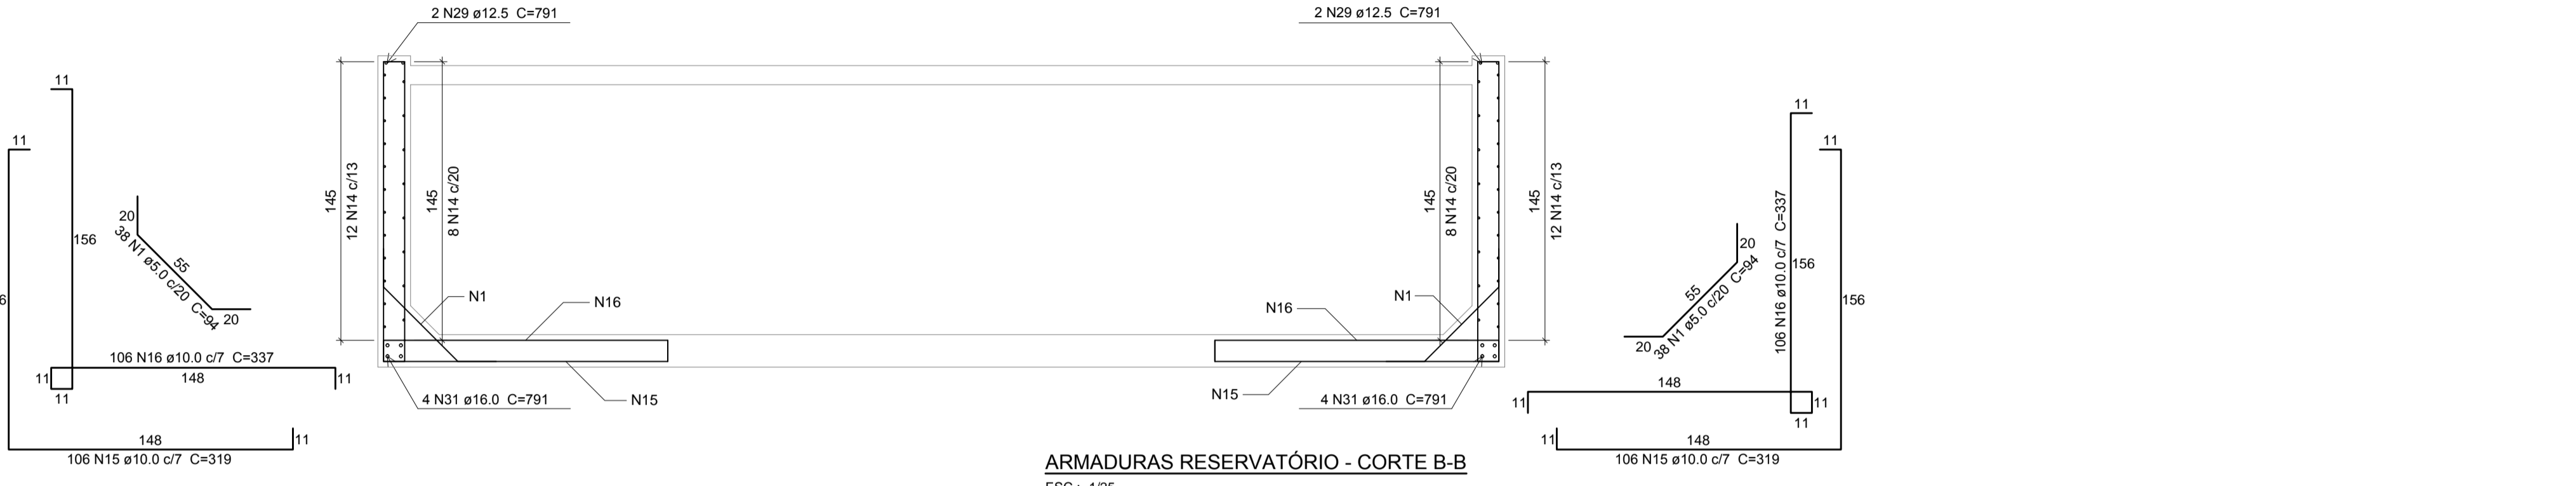 2 N29 ø12.5 C=791
2 N29 ø12.5 C=791
11
11
156
20
55
38 N1 ø5.0 c/20 C=94
20
106 N16 ø10.0 c/7 C=337
148
11
11
11
148
11
106 N15 ø10.0 c/7 C=319
145
12 N14 c/13
145
8 N14 c/20
N1
N16
4 N31 ø16.0 C=791
N15
145
8 N14 c/20
145
12 N14 c/13
N1
N16
N15
4 N31 ø16.0 C=791
20
55
38 N1 ø5.0 c/20 C=94
20
11
11
106 N16 ø10.0 c/7 C=337
156
156
148
11
11
11
11
148
106 N15 ø10.0 c/7 C=319
ARMADURAS RESERVATÓRIO - CORTE B-B